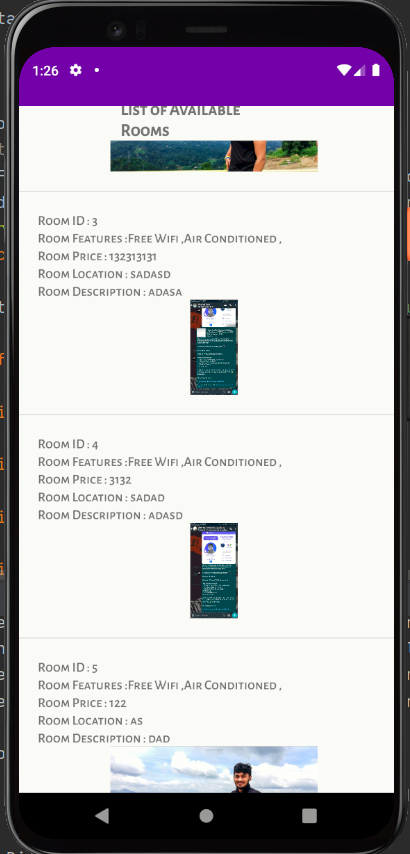 1:26
List of Available
Rooms
Room ID : 3
Room Features :Free Wifi ,Air Conditioned ,
Room Price : 132313131
Room Location : sadasd
Room Description : adasa
Room ID : 4
Room Features :Free Wifi ,Air Conditioned ,
Room Price : 3132
Room Location : sadad
Room Description : adasd
Room ID : 5
Room Features :Free Wifi ,Air Conditioned ,
Room Price : 122
Room Location : as
Room Description : dad